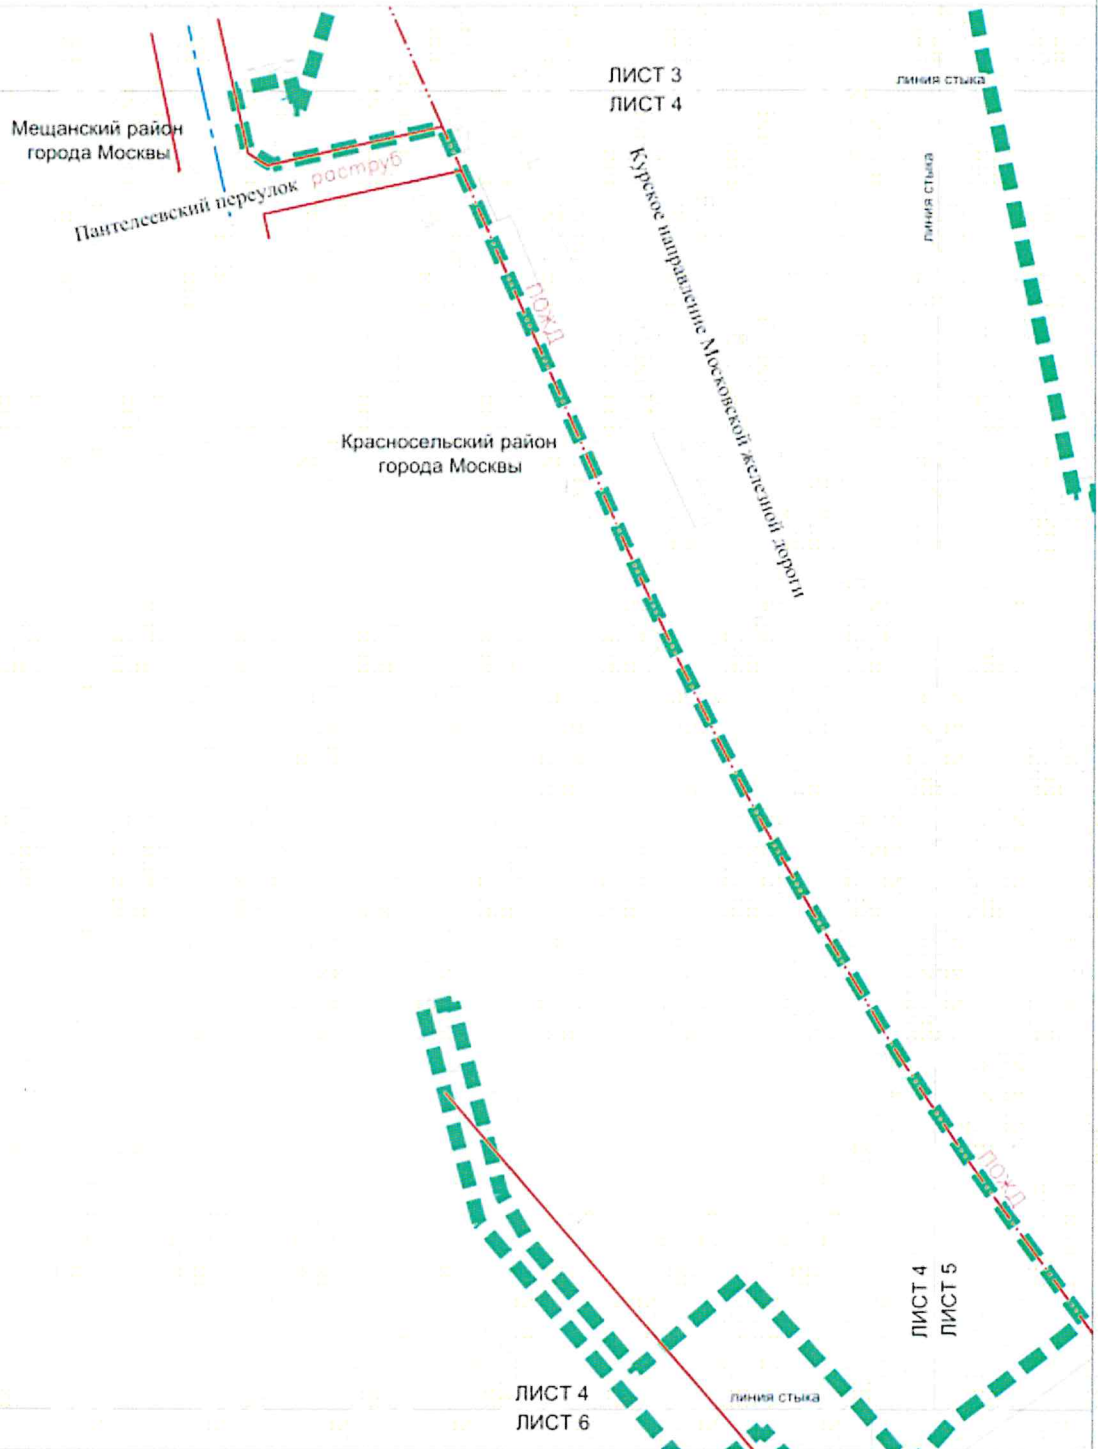 ЛИСТ 3
ЛИСТ 4
линия стыка
Мещанский район
города Москвы
раструб
Пантелеевский переулок
линия стыка
Курское направление Московской железной дороги
ПОЖД
Красносельский район
города Москвы
ПОЖД
ЛИСТ 4
ЛИСТ 5
ЛИСТ 4
ЛИСТ 6
линия стыка